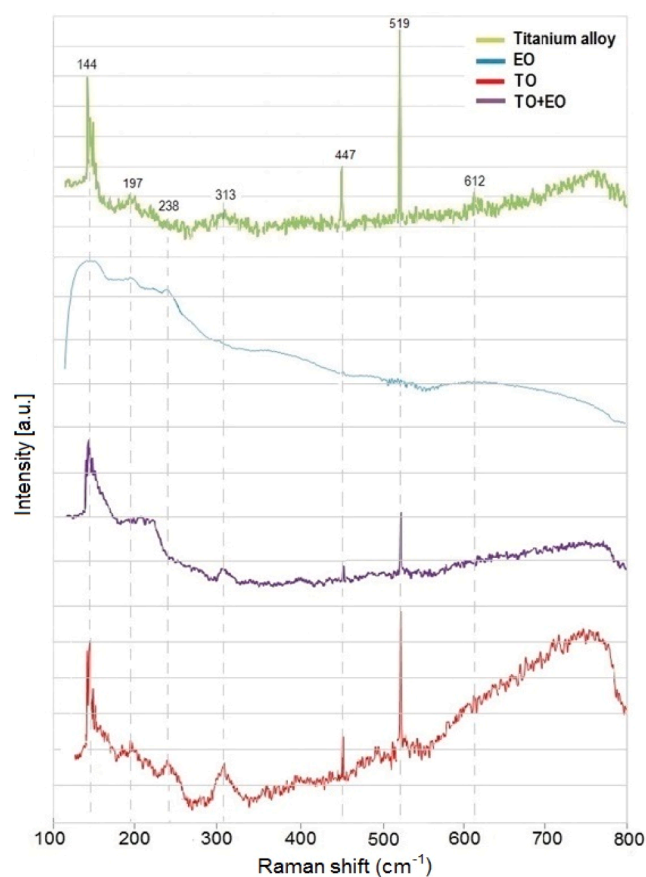 519
Titanium alloy
EO
TO
TO+EO
144
447
197
313
612
238
Intensity [a.u.]
100 200 300 400 500 600 700 800
Raman shift (cm⁻¹)